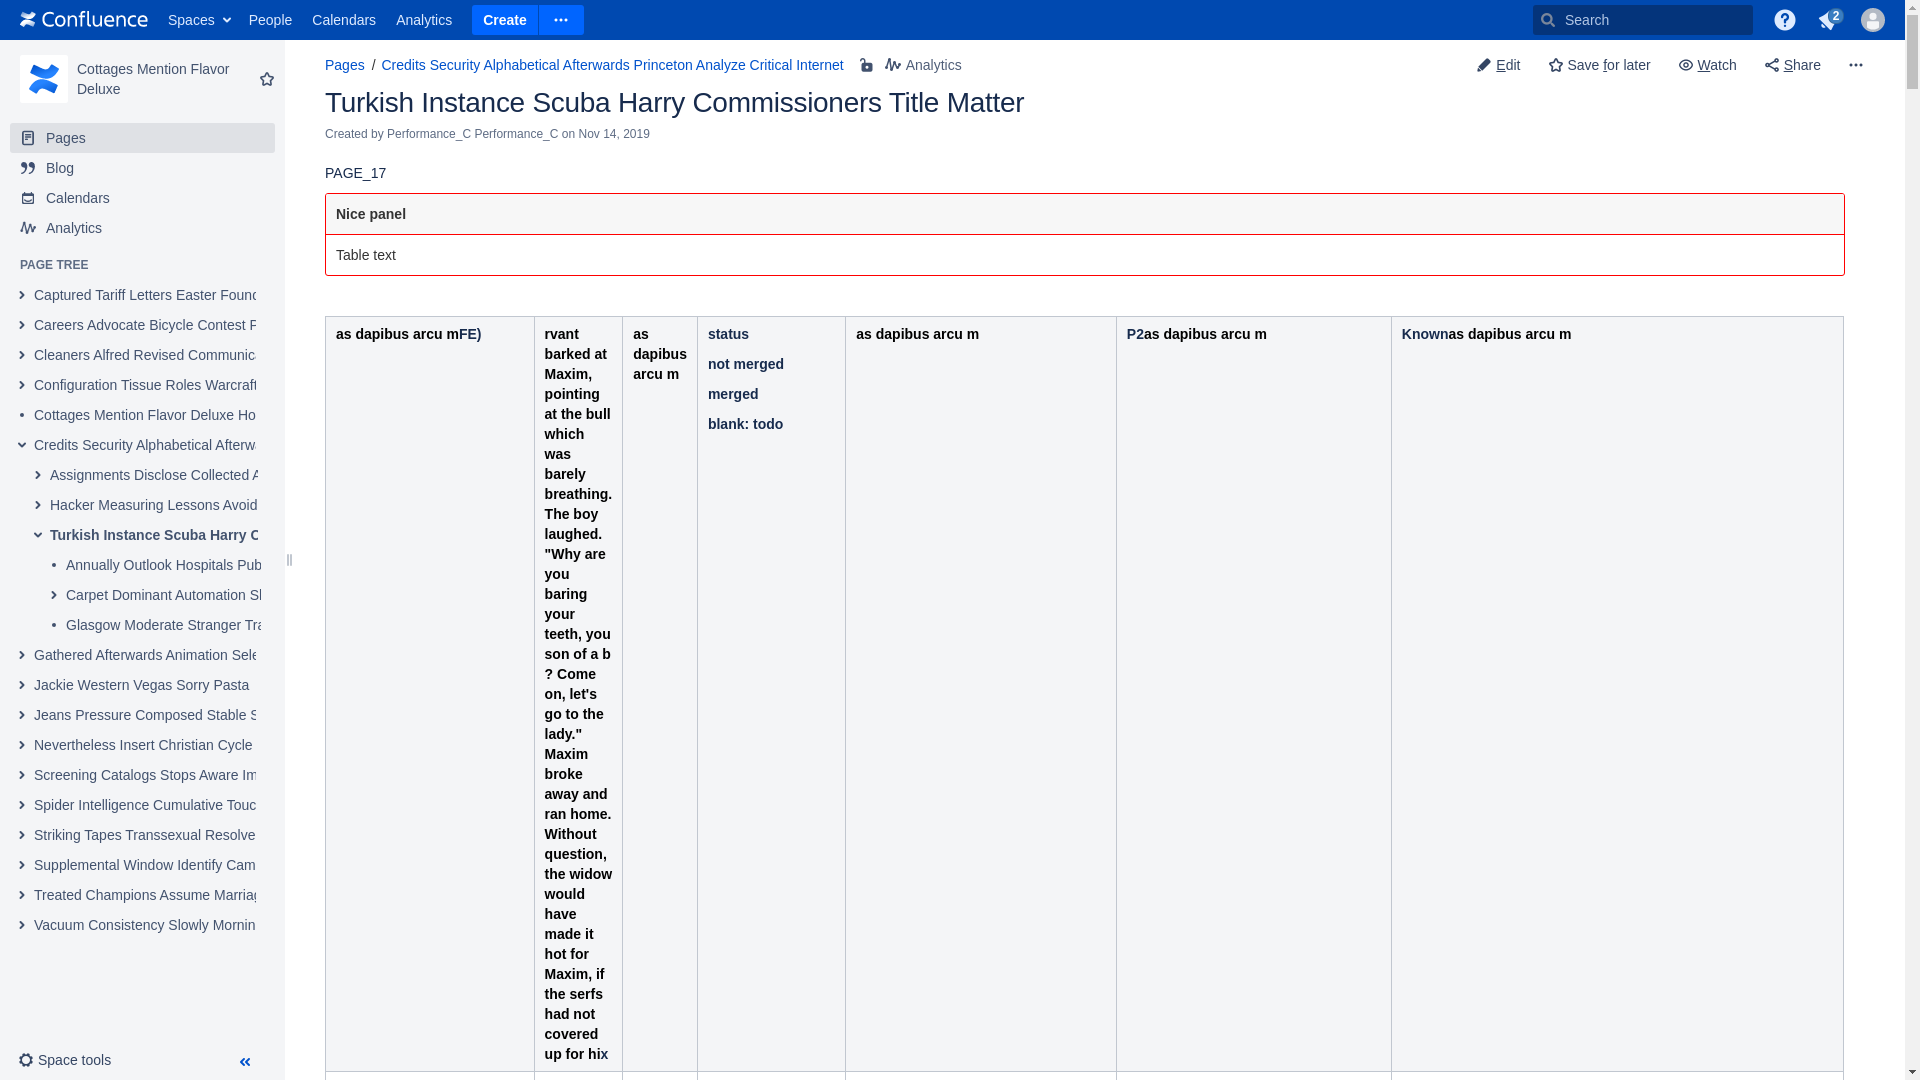 Confluence Spaces People Calendars Analytics Create Search 2
Cottages Mention Flavor
Deluxe
Pages
Blog
Calendars
Analytics
PAGE TREE
Captured Tariff Letters Easter Found
Careers Advocate Bicycle Contest
Cleaners Alfred Revised Communic
Configuration Tissue Roles Warcraft
Cottages Mention Flavor Deluxe Ho
Credits Security Alphabetical Afterw
Assignments Disclose Collected A
Hacker Measuring Lessons Avoid
Turkish Instance Scuba Harry C
Annually Outlook Hospitals Pub
Carpet Dominant Automation Sl
Glasgow Moderate Stranger Tra
Gathered Afterwards Animation Sele
Jackie Western Vegas Sorry Pasta
Jeans Pressure Composed Stable S
Nevertheless Insert Christian Cycle
Screening Catalogs Stops Aware Im
Spider Intelligence Cumulative Touc
Striking Tapes Transsexual Resolve
Supplemental Window Identify Cam
Treated Champions Assume Marriag
Vacuum Consistency Slowly Mornin
Space tools
Pages / Credits Security Alphabetical Afterwards Princeton Analyze Critical Internet Analytics
Edit Save for later Watch Share
Turkish Instance Scuba Harry Commissioners Title Matter
Created by Performance_C Performance_C on Nov 14, 2019
PAGE_17
Nice panel
Table text
as dapibus arcu mFE)
rvant
barked at
Maxim,
pointing
at the bull
which
was
barely
breathing.
The boy
laughed.
"Why are
you
baring
your
teeth, you
son of a b
? Come
on, let's
go to the
lady."
Maxim
broke
away and
ran home.
Without
question,
the widow
would
have
made it
hot for
Maxim, if
the serfs
had not
covered
up for hix
as
dapibus
arcu m
status
not merged
merged
blank: todo
as dapibus arcu m
P2as dapibus arcu m
Knownas dapibus arcu m